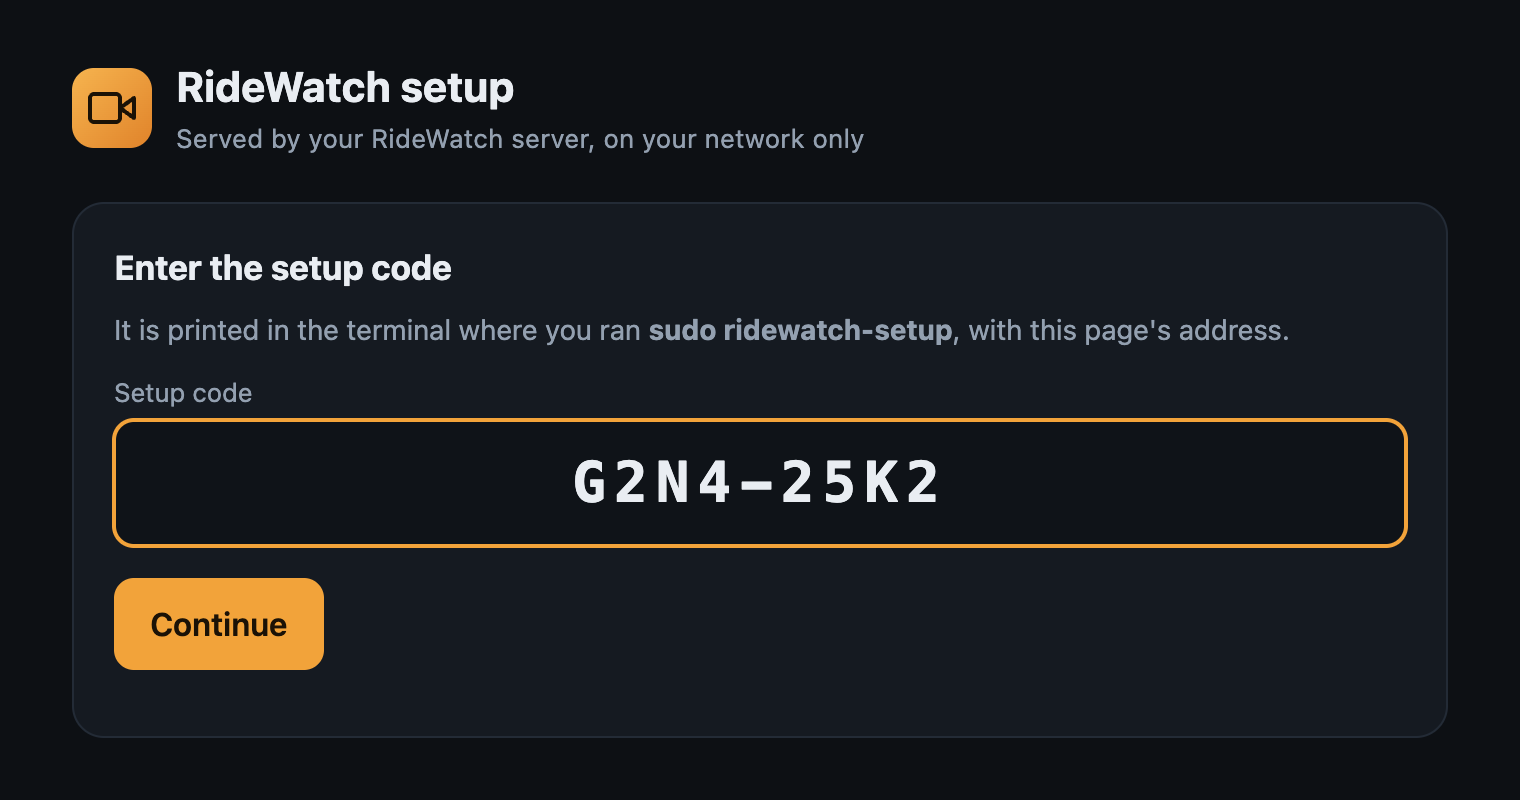 RideWatch setup
Served by your RideWatch server, on your network only
Enter the setup code
It is printed in the terminal where you ran sudo ridewatch-setup, with this page's address.
Setup code
G2N4-25K2
Continue